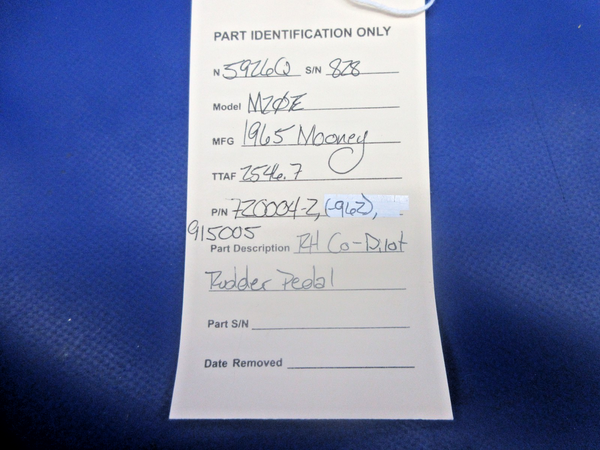 PART IDENTIFICATION ONLY
N 5926Q S/N 828
Model M20E
MFG 1965 Mooney
TTAF 2546.7
P/N 720004-2, (-962),
915005
Part Description RH Co-Pilot
Rudder Pedal
Part S/N
Date Removed